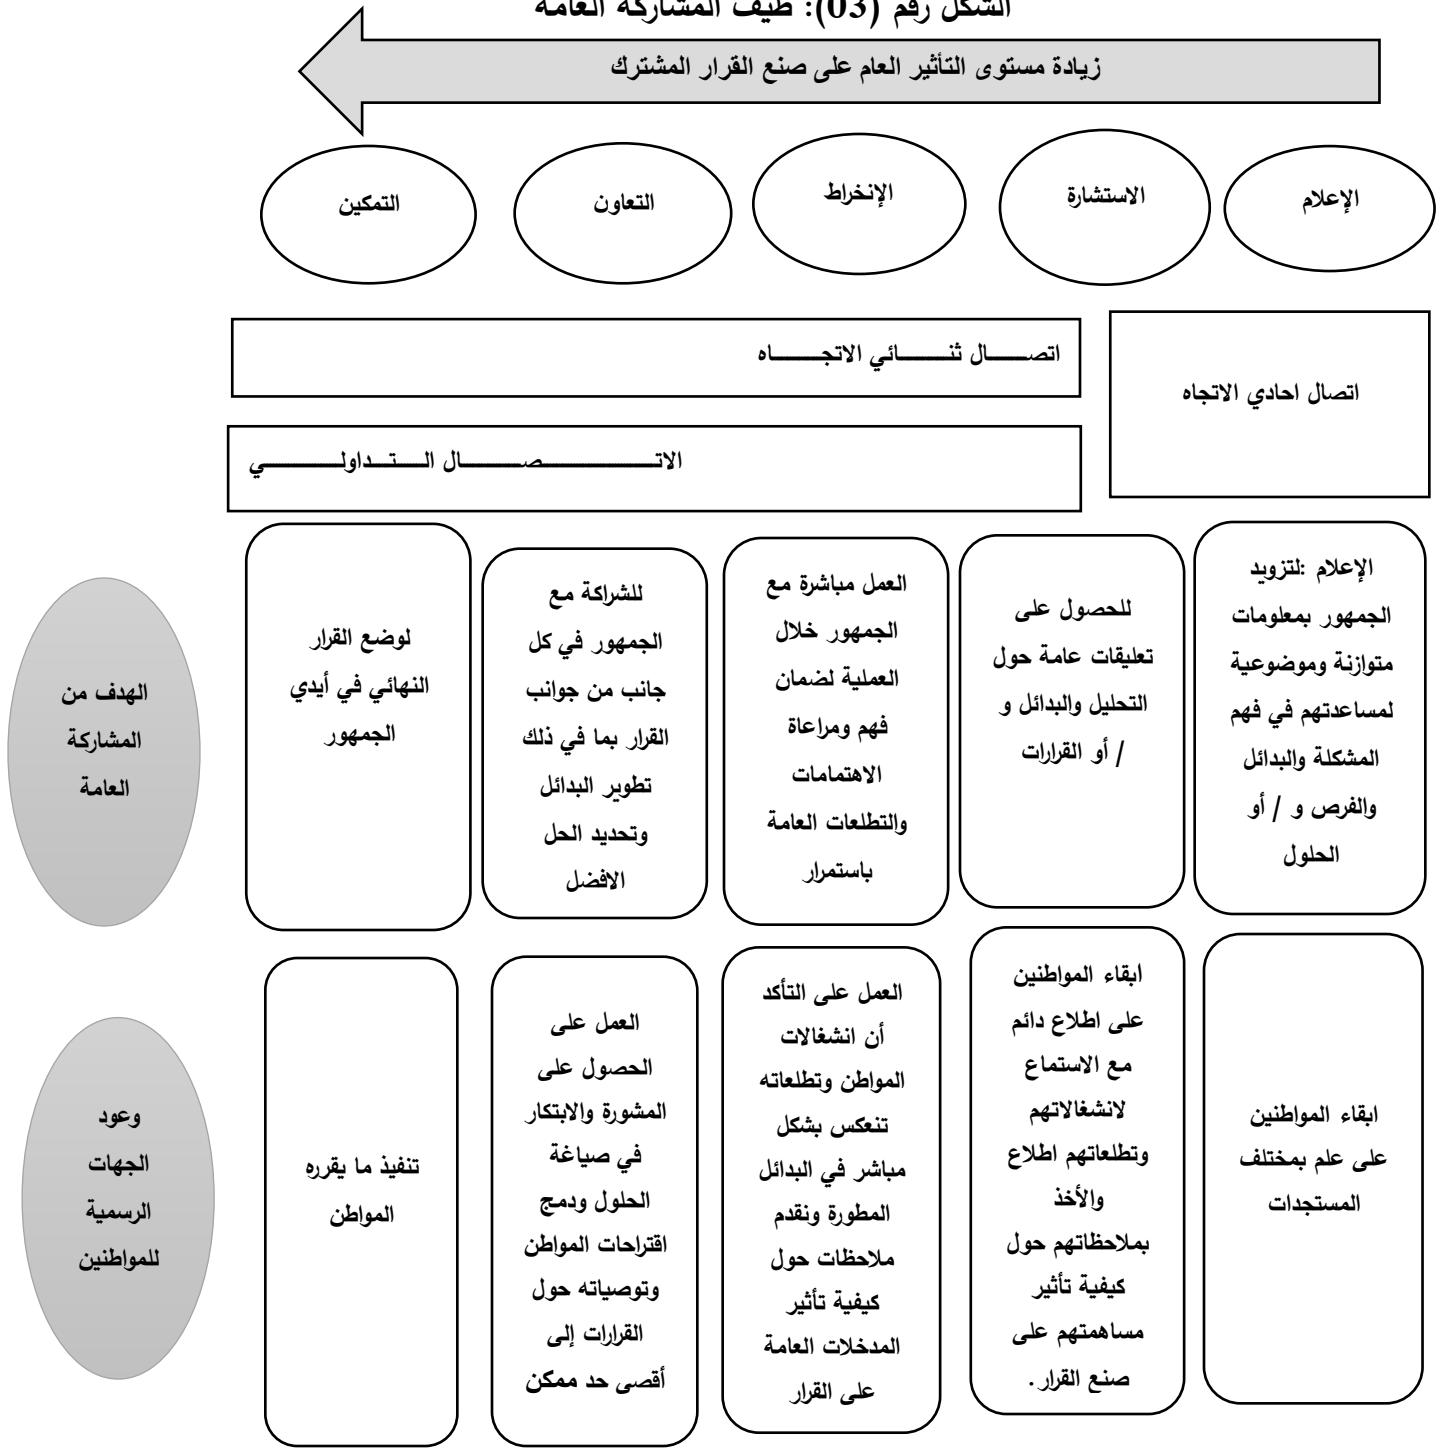 الشكل رقم (03): طيف المشاركة العامة
زيادة مستوى التأثير العام على صنع القرار المشترك
الإعلام
الاستشارة
الإنخراط
التعاون
التمكين
اتصال احادي الاتجاه
اتصـــــال ثنـــــــائي الاتجـــــــاه
الاتـــــــــــــصــــــــــال الـــــتـــداولـــــــــــي
الإعلام :لتزويد
الجمهور بمعلومات
متوازنة وموضوعية
لمساعدتهم في فهم
المشكلة والبدائل
والفرص و / أو
الحلول
للحصول على
تعليقات عامة حول
التحليل والبدائل و
/ أو القرارات
العمل مباشرة مع
الجمهور خلال
العملية لضمان
فهم ومراعاة
الاهتمامات
والتطلعات العامة
باستمرار
للشراكة مع
الجمهور في كل
جانب من جوانب
القرار بما في ذلك
تطوير البدائل
وتحديد الحل
الافضل
لوضع القرار
النهائي في أيدي
الجمهور
الهدف من
المشاركة
العامة
ابقاء المواطنين
على علم بمختلف
المستجدات
ابقاء المواطنين
على اطلاع دائم
مع الاستماع
لانشغالاتهم
وتطلعاتهم اطلاع
والأخذ
بملاحظاتهم حول
كيفية تأثير
مساهمتهم على
صنع القرار.
العمل على التأكد
أن انشغالات
المواطن وتطلعاته
تنعكس بشكل
مباشر في البدائل
المطورة ونقدم
ملاحظات حول
كيفية تأثير
المدخلات العامة
على القرار
العمل على
الحصول على
المشورة والابتكار
في صياغة
الحلول ودمج
اقتراحات المواطن
وتوصياته حول
القرارات إلى
أقصى حد ممكن
تنفيذ ما يقرره
المواطن
وعود
الجهات
الرسمية
للمواطنين